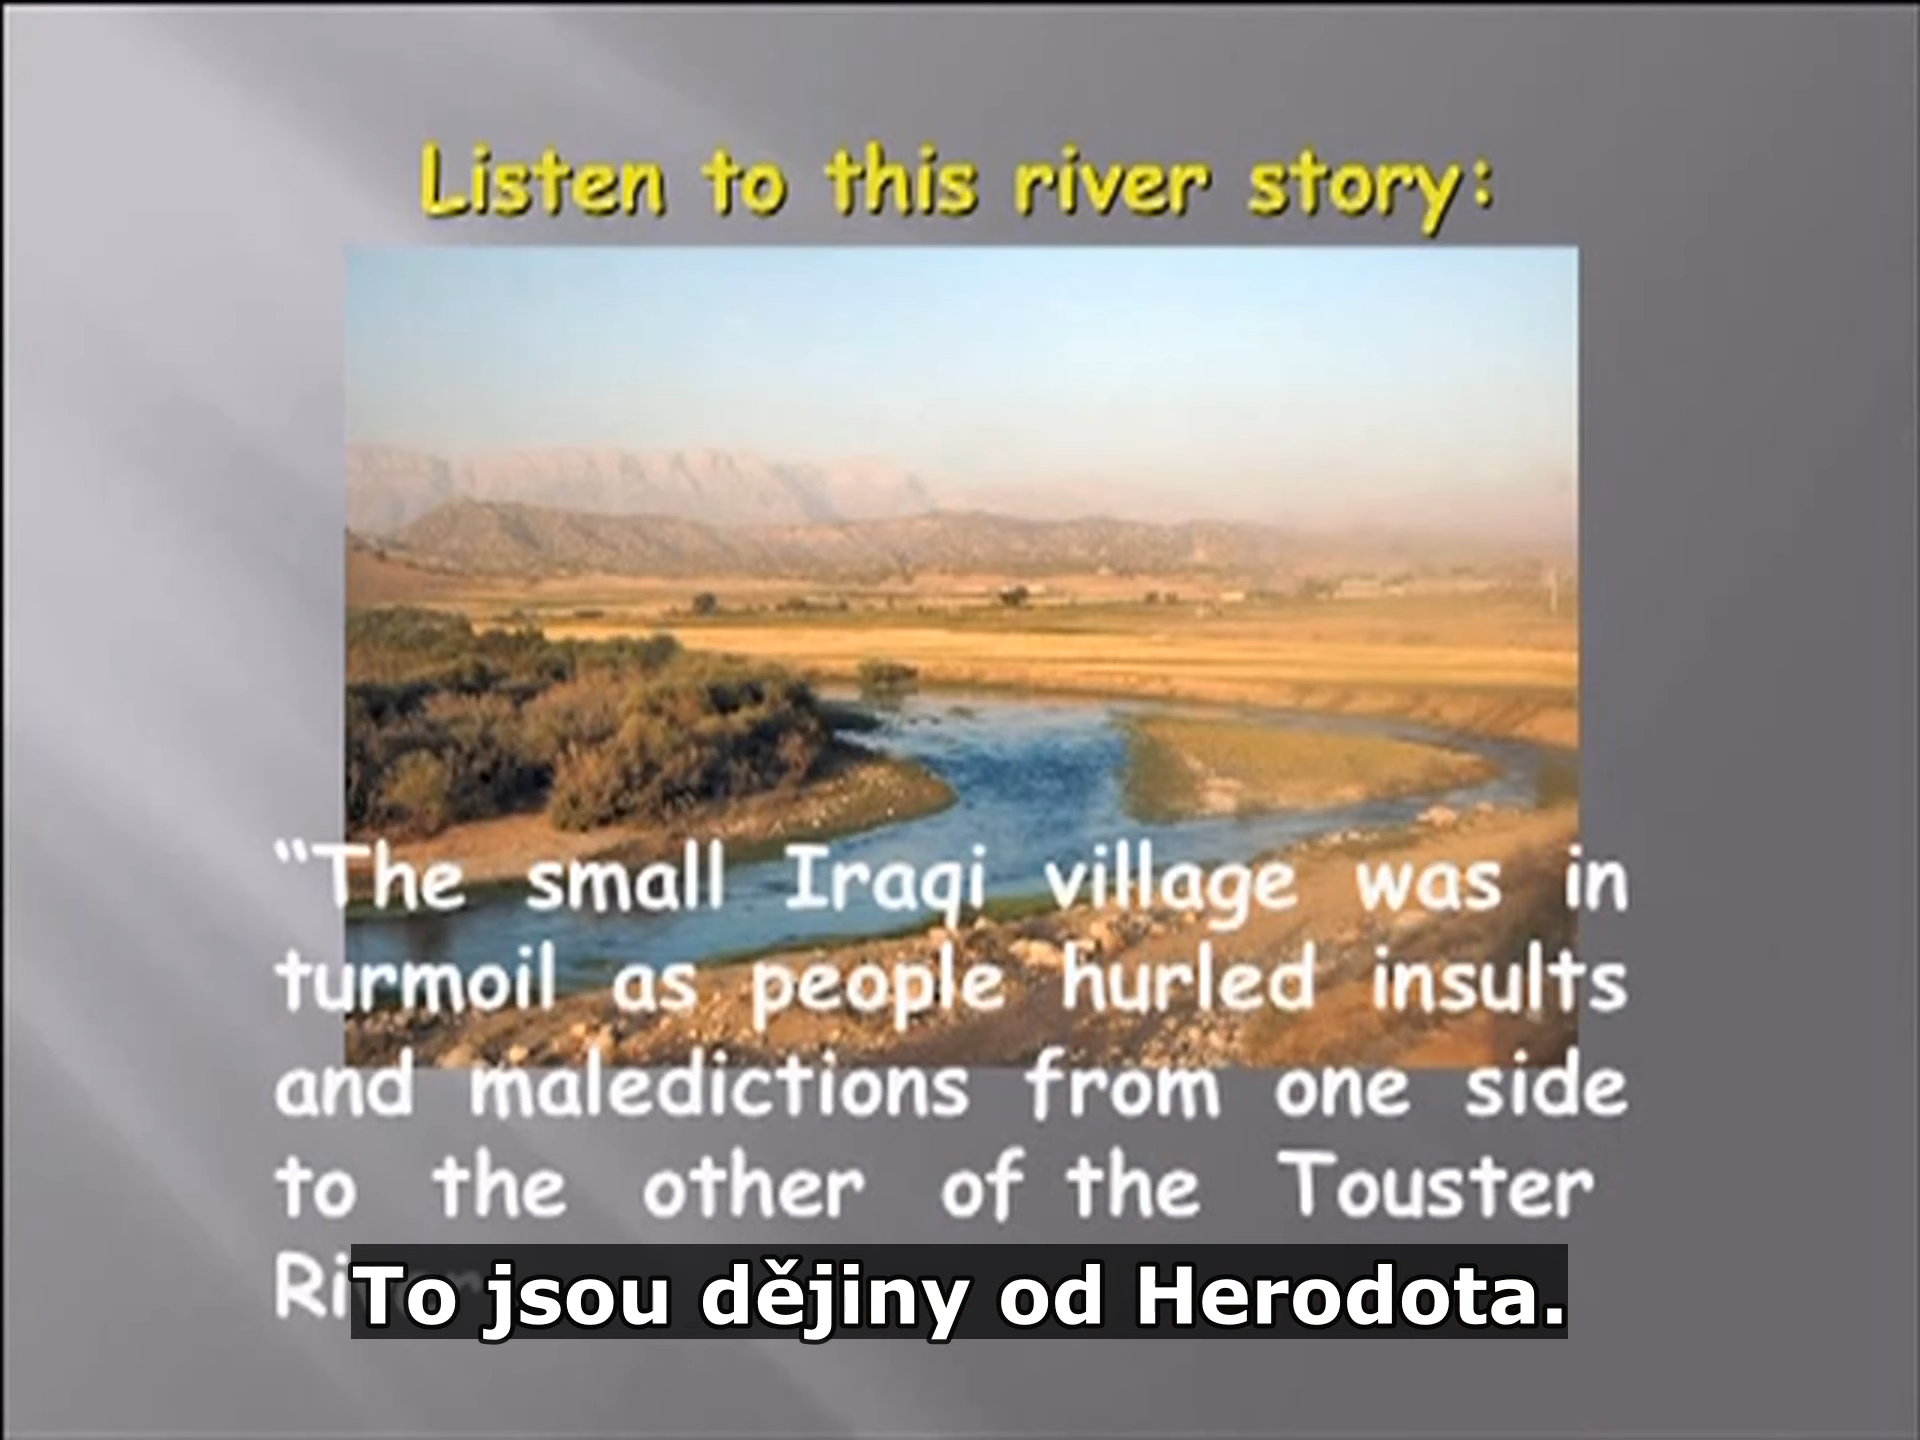 Listen to this river story:
“The small Iraqi village was in
turmoil as people hurled insults
and maledictions from one side
to the other of the Touster
To jsou dějiny od Herodota.